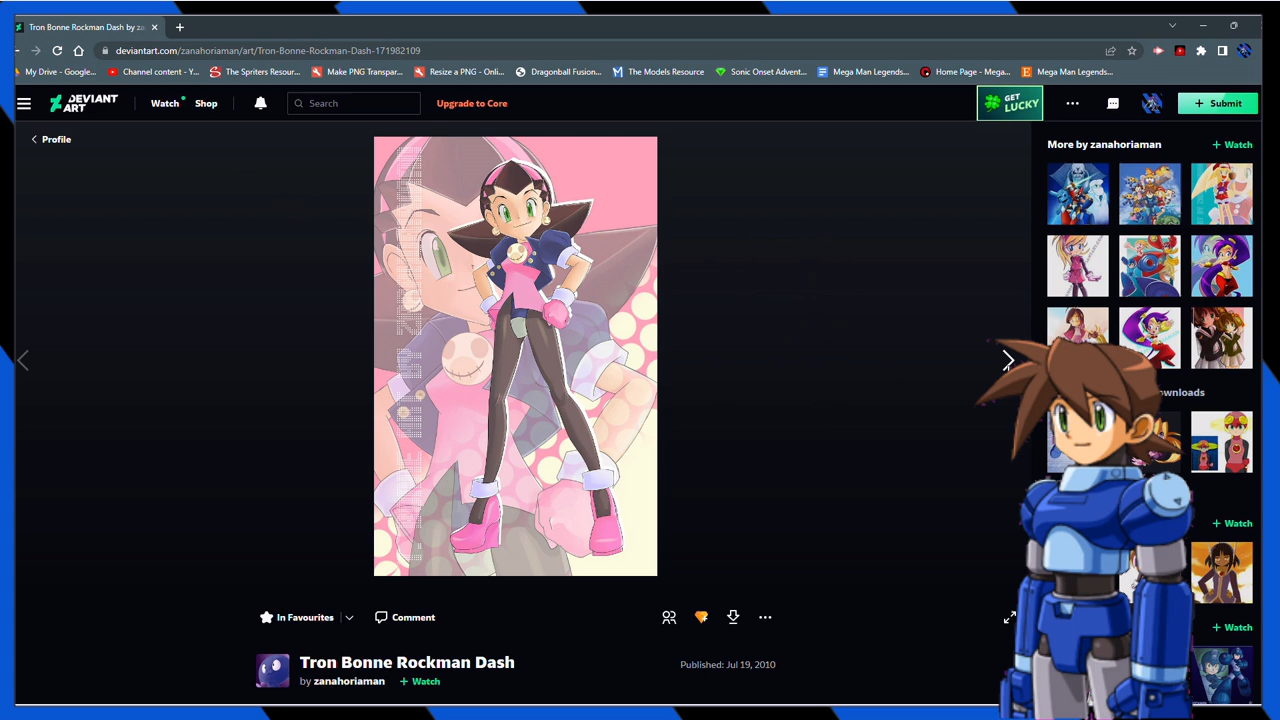 Tron Bonne Rockman Dash by za
deviantart.com/zanahoriaman/art/Tron-Bonne-Rockman-Dash-171982109
My Drive - Google...
Channel content - Y...
The Spriters Resour...
Make PNG Transpar...
Resize a PNG - Onli...
Dragonball Fusion...
The Models Resource
Sonic Onset Advent...
Mega Man Legends...
Home Page - Mega...
Mega Man Legends...
DEVIANT ART
Watch
Shop
Search
Upgrade to Core
GET LUCKY
+ Submit
Profile
More by zanahoriaman
+ Watch
ownloads
+ Watch
+ Watch
In Favourites
Comment
Tron Bonne Rockman Dash
by zanahoriaman
+ Watch
Published: Jul 19, 2010